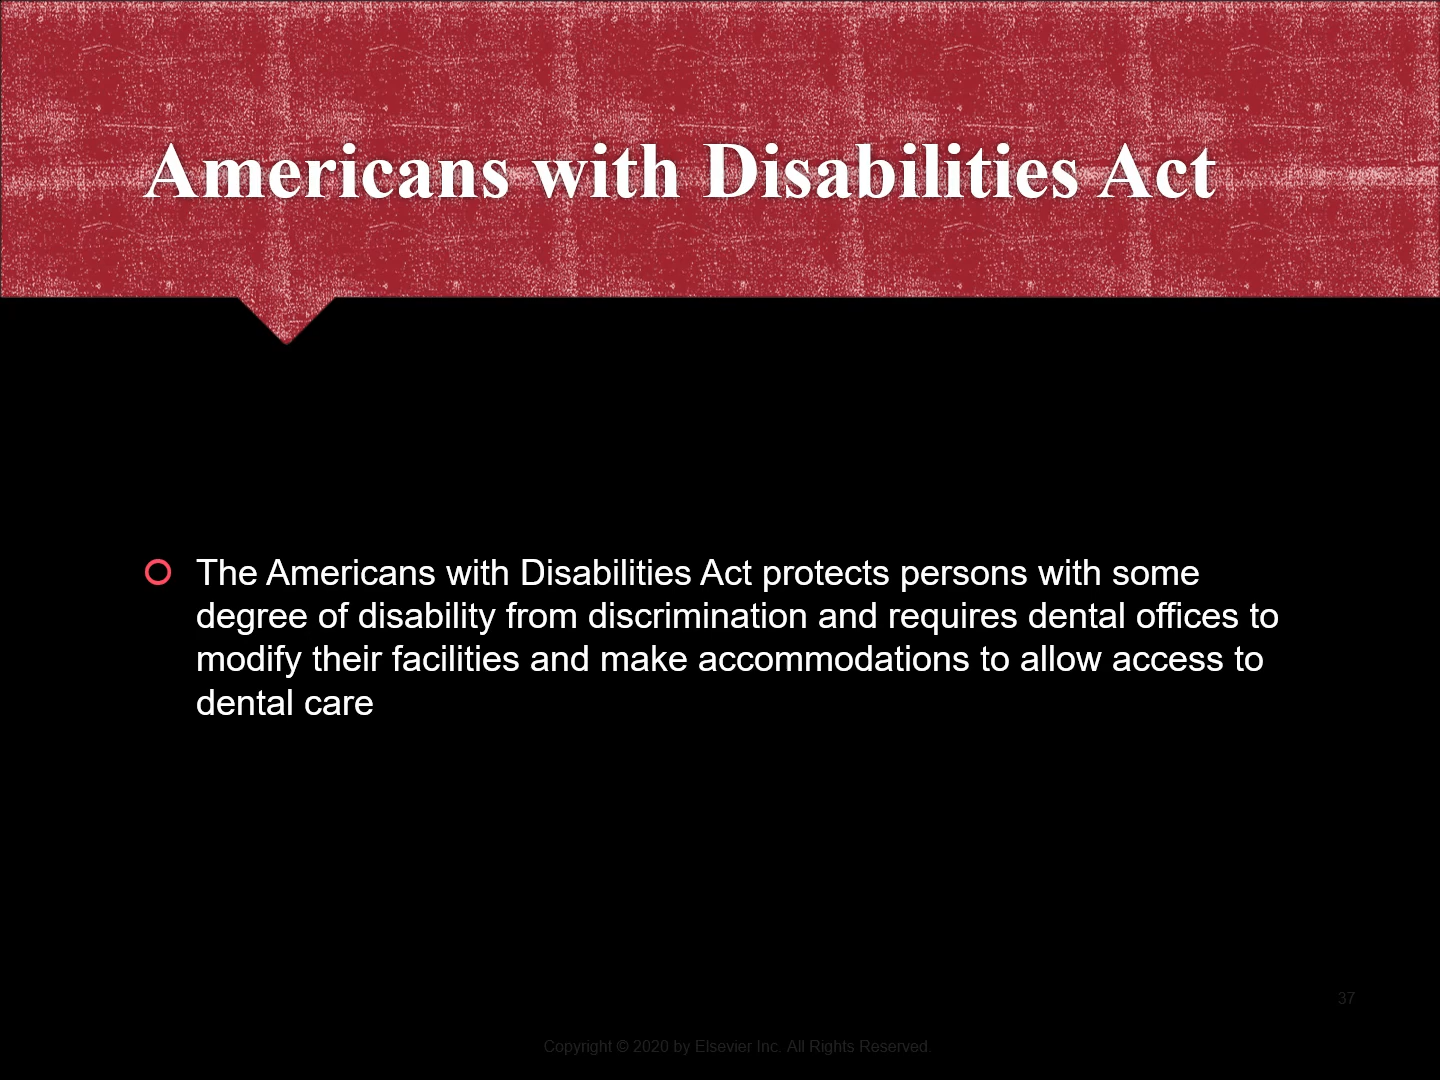 Americans with Disabilities Act
The Americans with Disabilities Act protects persons with some
degree of disability from discrimination and requires dental offices to
modify their facilities and make accommodations to allow access to
dental care
37
Copyright © 2020 by Elsevier Inc. All Rights Reserved.